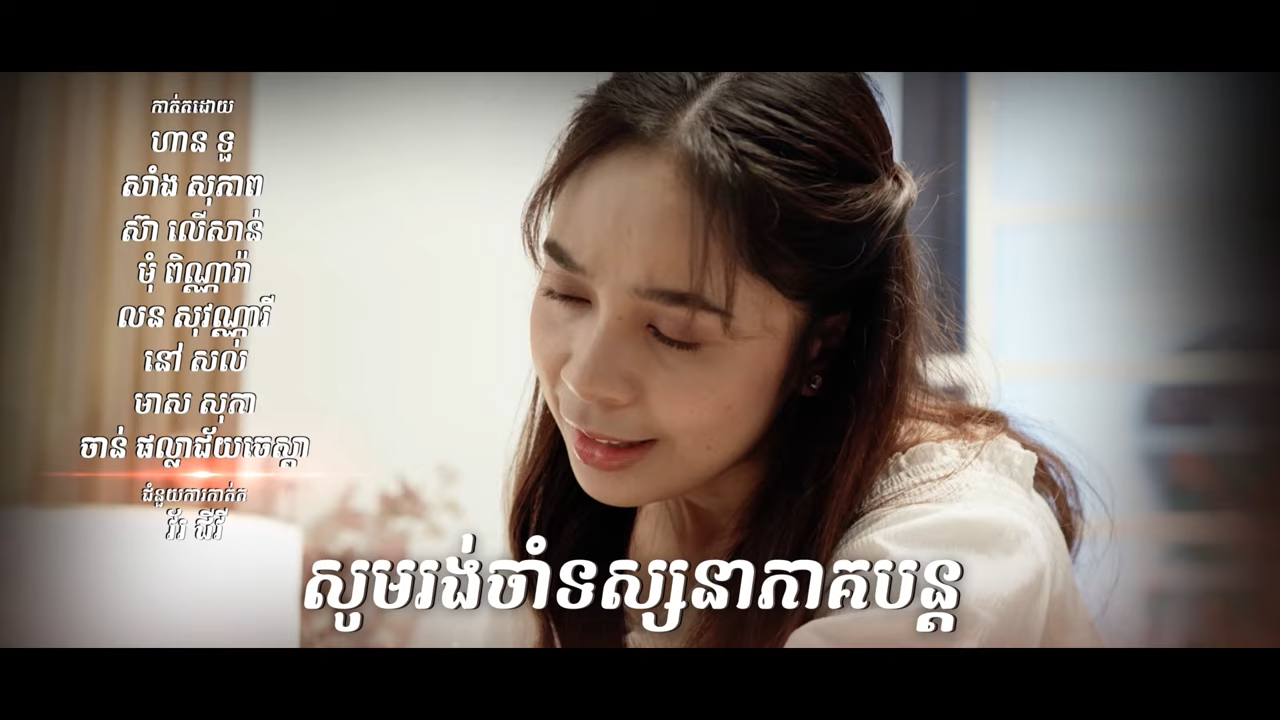 កាត់តដោយ
ហាន ទួ
សាំង សុភាព
ស៊ា លើសាន់
មុំ ពិណ្ណារ៉ា
លន សុវណ្ណារី
នៅ សល់
មាស សុភា
ចាន់ ផល្លាជ័យចេស្តា
ជំនួយការកាត់ត
រ័រ ដីរី
សូមរង់ចាំទស្សនាភាគបន្ត